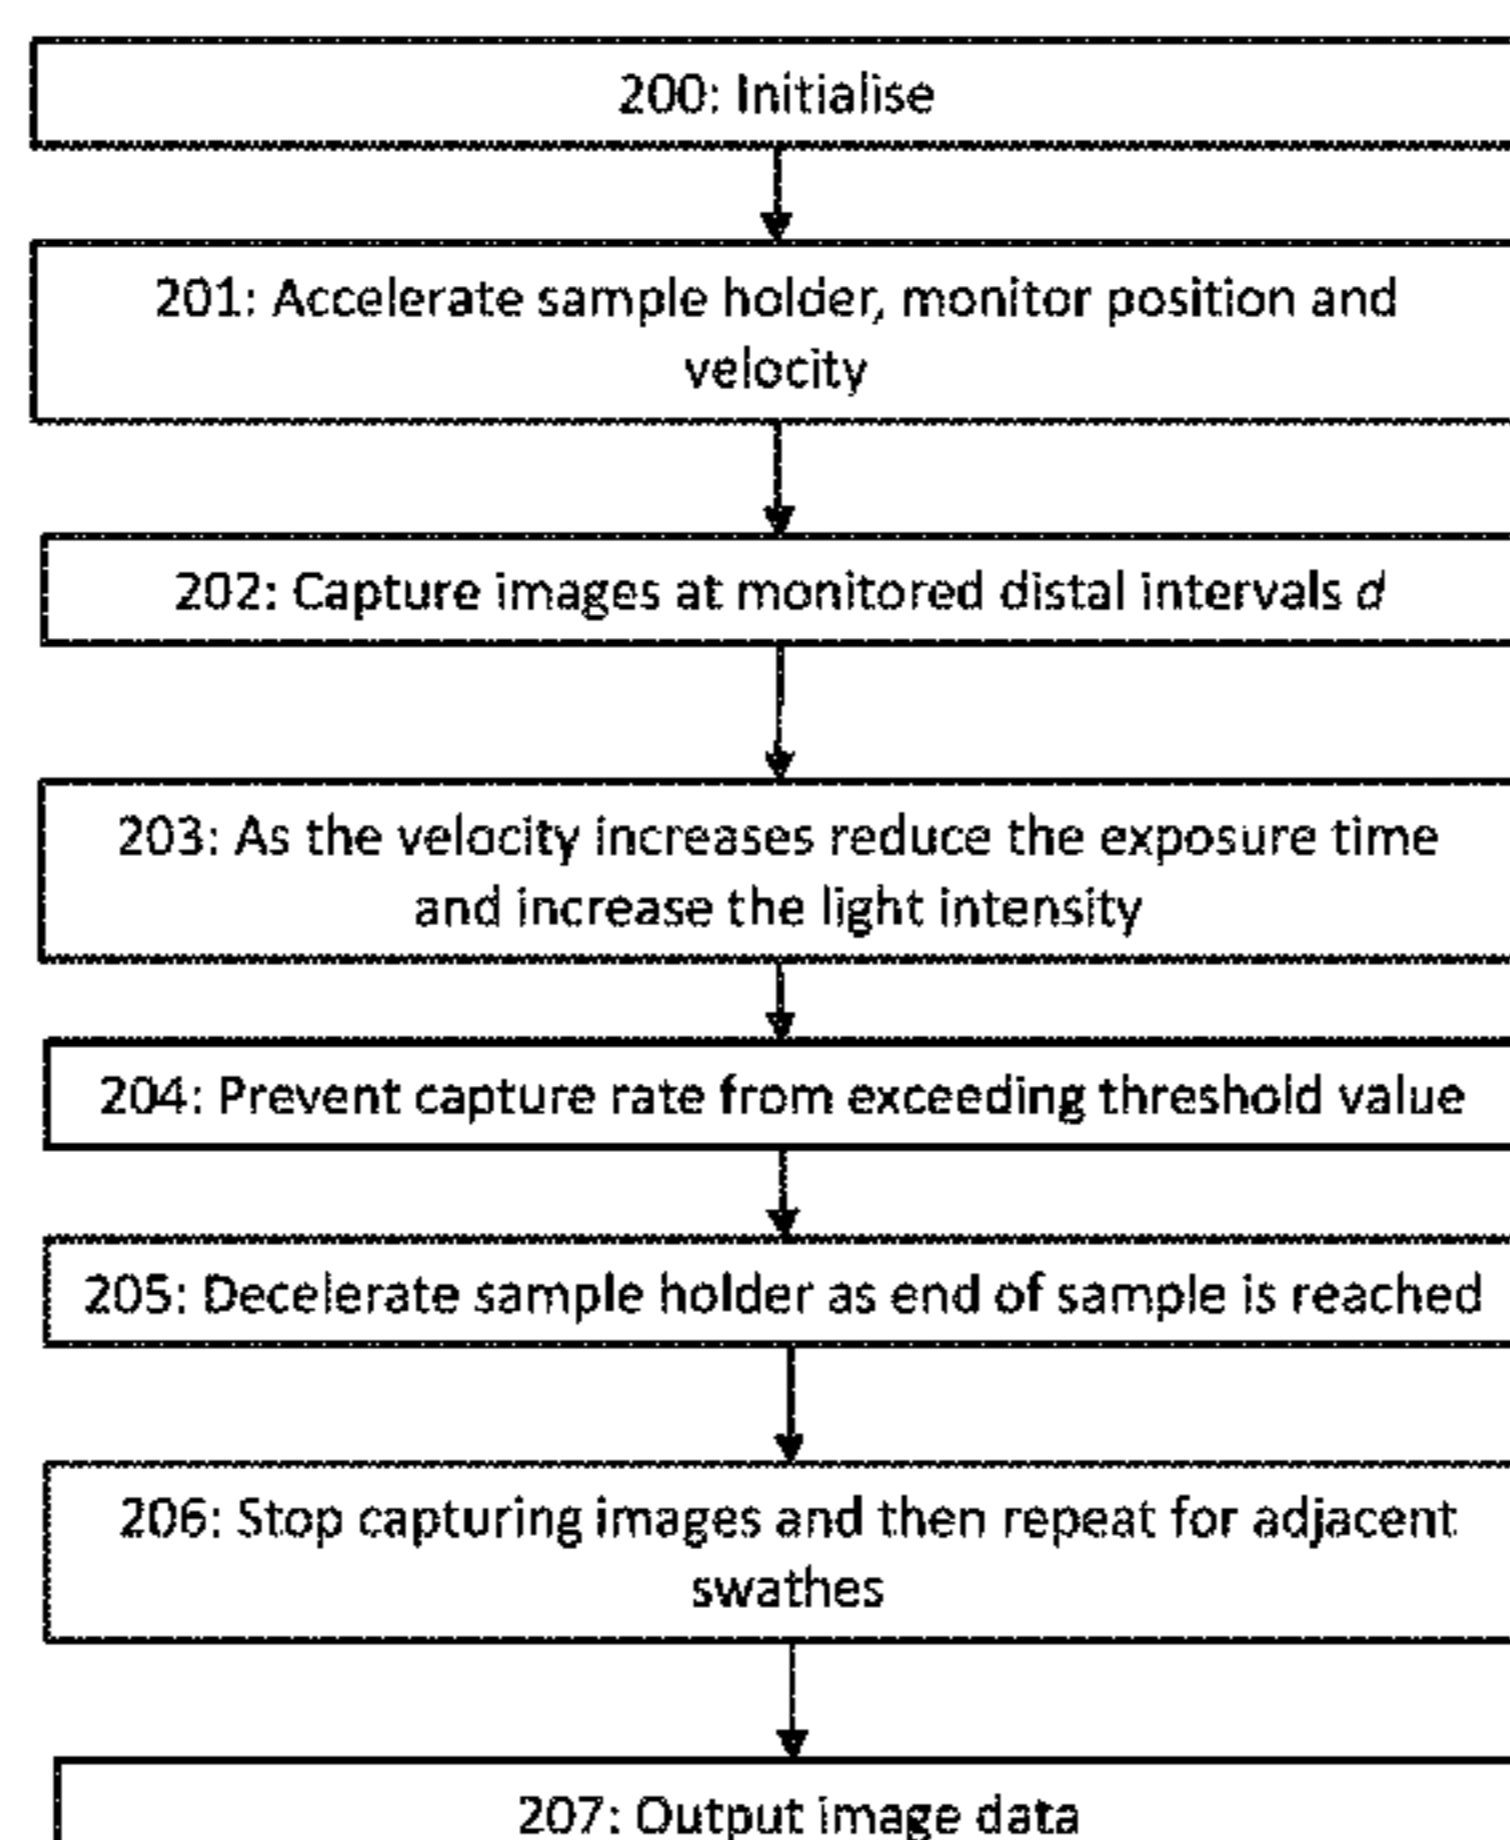 200: Initialise
201: Accelerate sample holder, monitor position and
velocity
202: Capture images at monitored distal intervals d
203: As the velocity increases reduce the exposure time
and increase the light intensity
204: Prevent capture rate from exceeding threshold value
205: Decelerate sample holder as end of sample is reached
206: Stop capturing images and then repeat for adjacent
swathes
207: Output image data